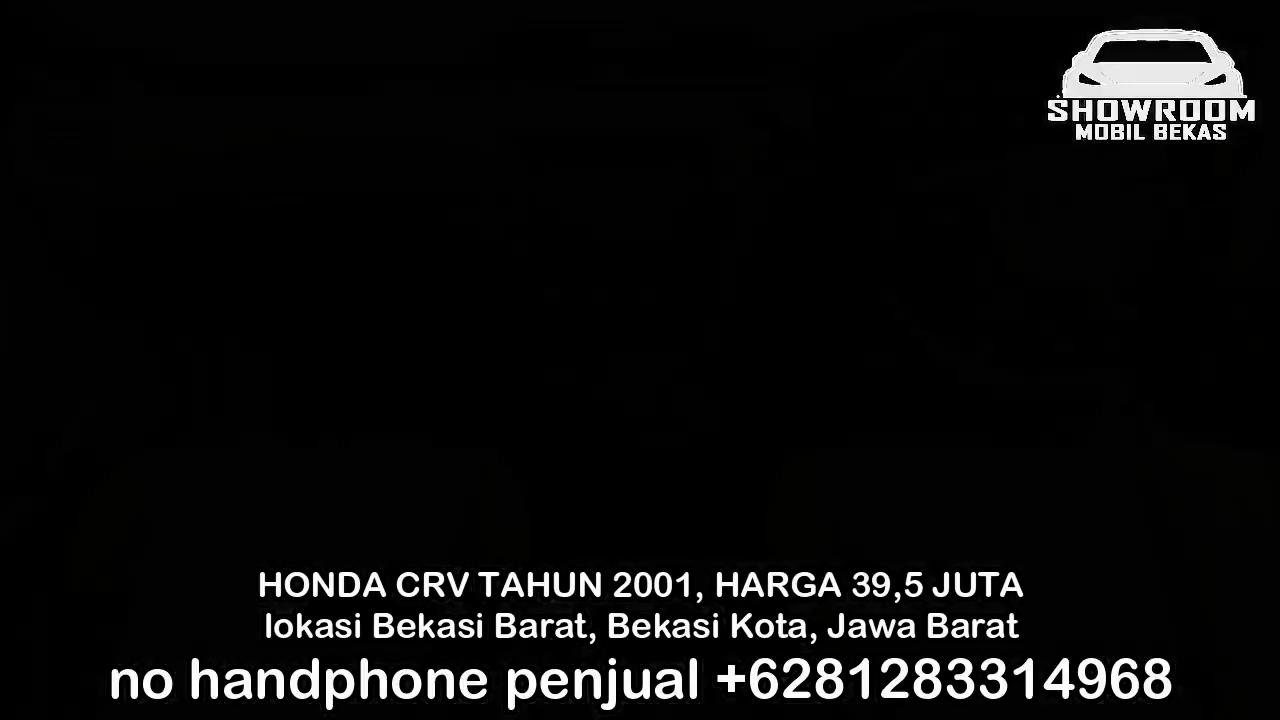 SHOWROOM
MOBIL BEKAS
HONDA CRV TAHUN 2001, HARGA 39,5 JUTA
lokasi Bekasi Barat, Bekasi Kota, Jawa Barat
no handphone penjual +6281283314968